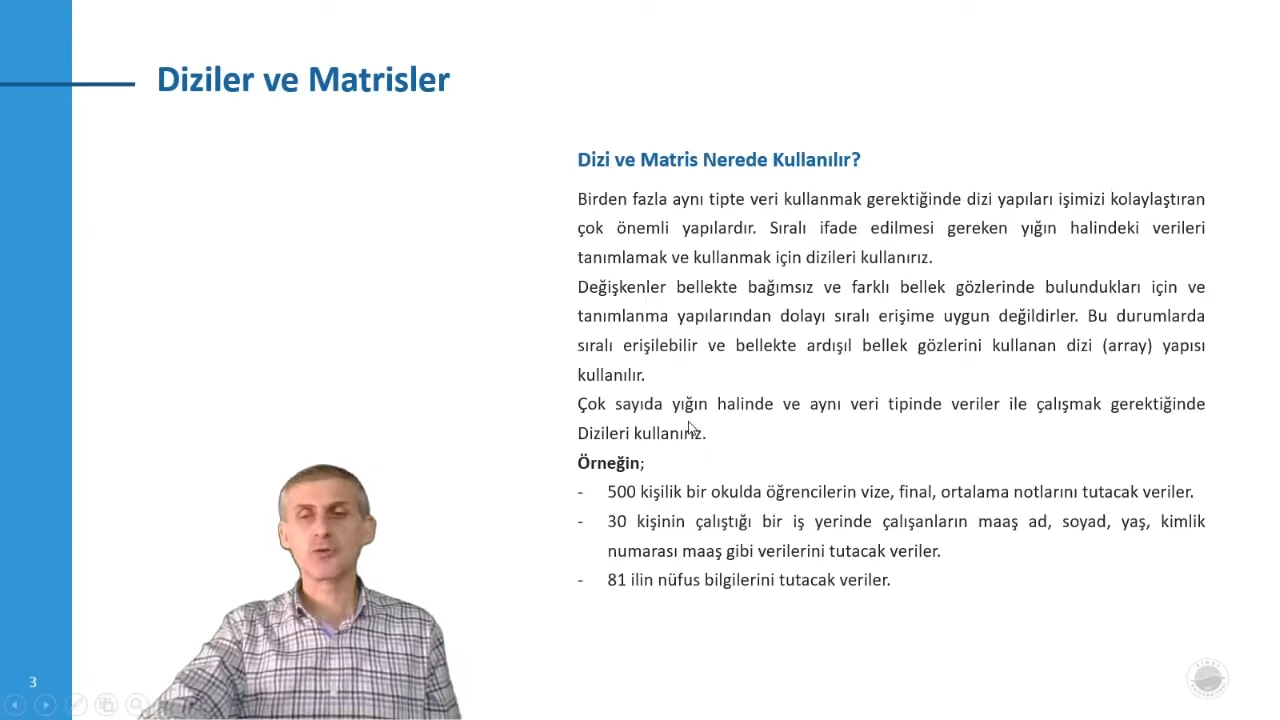 Diziler ve Matrisler
Dizi ve Matris Nerede Kullanılır?
Birden fazla aynı tipte veri kullanmak gerektiğinde dizi yapıları işimizi kolaylaştıran
çok önemli yapılardır. Sıralı ifade edilmesi gereken yığın halindeki verileri
tanımlamak ve kullanmak için dizileri kullanırız.
Değişkenler bellekte bağımsız ve farklı bellek gözlerinde bulundukları için ve
tanımlanma yapılarından dolayı sıralı erişime uygun değildirler. Bu durumlarda
sıralı erişilebilir ve bellekte ardışıl bellek gözlerini kullanan dizi (array) yapısı
kullanılır.
Çok sayıda yığın halinde ve aynı veri tipinde veriler ile çalışmak gerektiğinde
Dizileri kullanırız.
Örneğin;
- 500 kişilik bir okulda öğrencilerin vize, final, ortalama notlarını tutacak veriler.
- 30 kişinin çalıştığı bir iş yerinde çalışanların maaş ad, soyad, yaş, kimlik
numarası maaş gibi verilerini tutacak veriler.
- 81 ilin nüfus bilgilerini tutacak veriler.
3